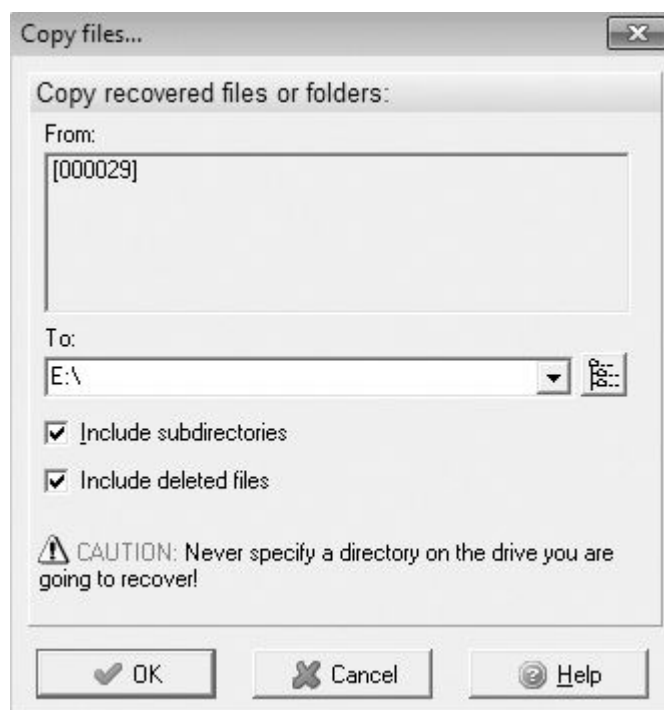 Copy files...
Copy recovered files or folders:
From:
[000029]
To:
E:\
Include subdirectories
Include deleted files
CAUTION: Never specify a directory on the drive you are
going to recover!
OK Cancel Help